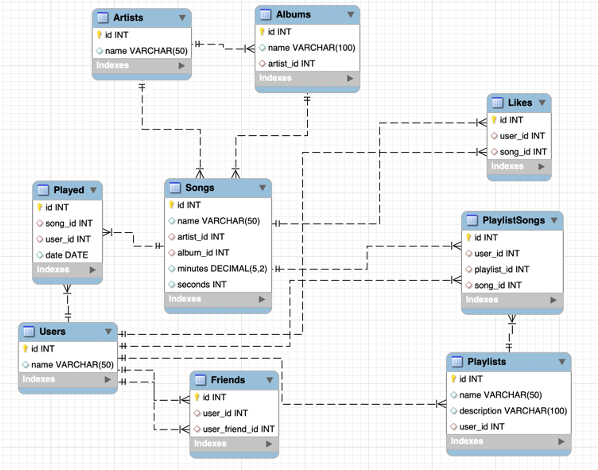 Artists
id INT
name VARCHAR(50)
Indexes
Albums
id INT
name VARCHAR(100)
artist_id INT
Indexes
Likes
id INT
user_id INT
song_id INT
Indexes
Played
id INT
song_id INT
user_id INT
date DATE
Indexes
Songs
id INT
name VARCHAR(50)
artist_id INT
album_id INT
minutes DECIMAL(5,2)
seconds INT
Indexes
PlaylistSongs
id INT
user_id INT
playlist_id INT
song_id INT
Indexes
Users
id INT
name VARCHAR(50)
Indexes
Friends
id INT
user_id INT
user_friend_id INT
Indexes
Playlists
id INT
name VARCHAR(50)
description VARCHAR(100)
user_id INT
Indexes